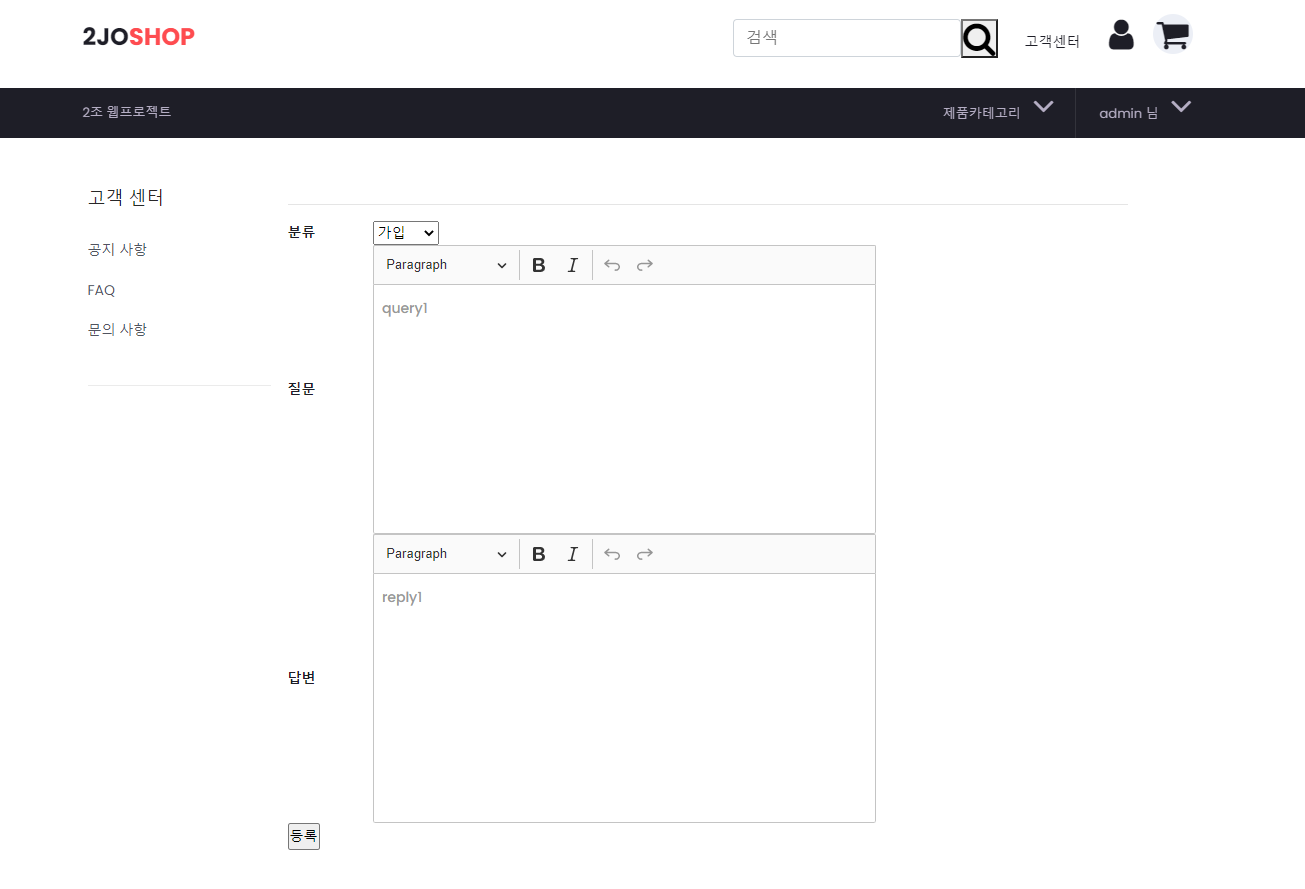 2JOSHOP
검색
고객센터
2조 웹프로젝트
제품카테고리
admin 님
고객 센터
공지 사항
FAQ
문의 사항
분류
가입
Paragraph B I
query1
질문
Paragraph B I
reply1
답변
등록